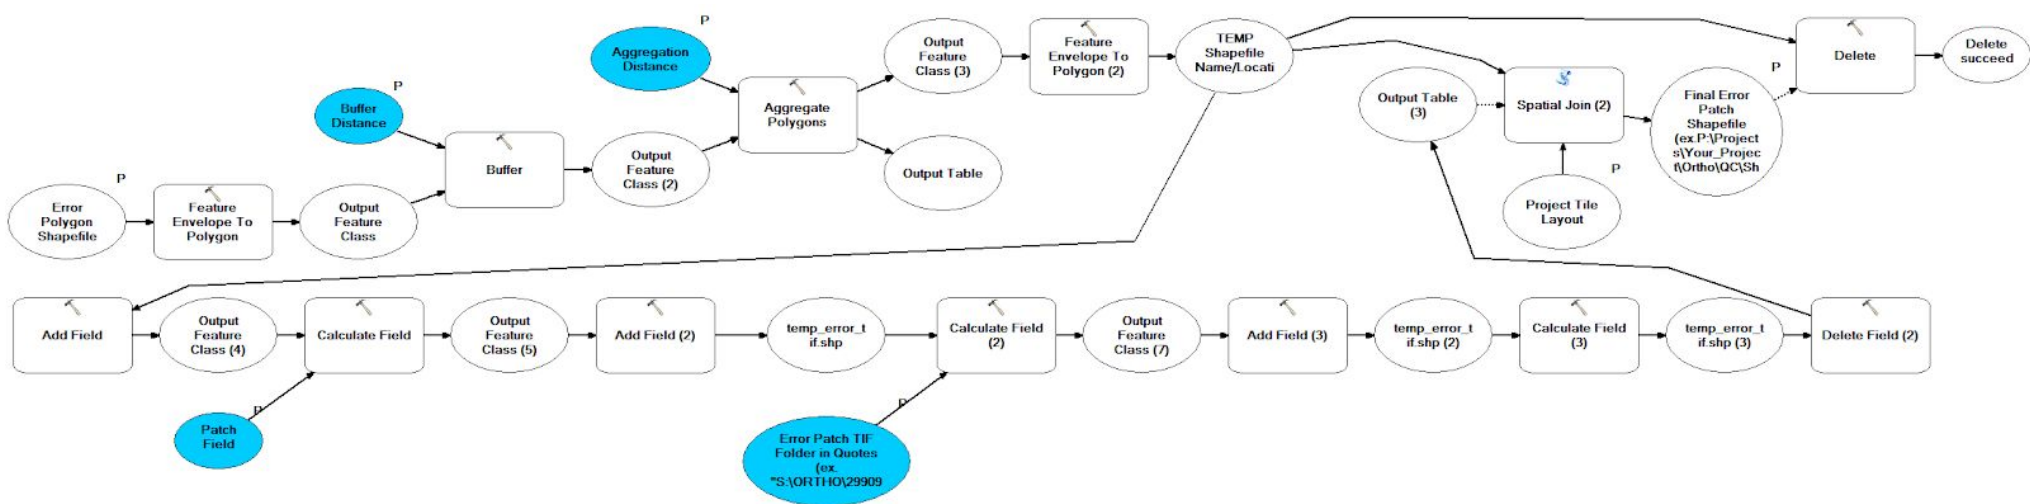 P
Aggregation
Distance
Output
Feature
Class (3)
Feature
Envelope To
Polygon (2)
TEMP
Shapefile
Name/Locati
Delete
Delete
succeed
P
Buffer
Distance
P
Aggregate
Polygons
Output Table
(3)
Spatial Join (2)
P
Final Error
Patch
Shapefile
(ex.P:\Project
s\Your_Projec
t\Ortho\QC\Sh
Buffer
Output
Feature
Class (2)
Output Table
P
Error
Polygon
Shapefile
Feature
Envelope To
Polygon
Output
Feature
Class
P
Project Tile
Layout
Add Field
Output
Feature
Class (4)
Calculate Field
Output
Feature
Class (5)
Add Field (2)
temp_error_t
if.shp
Calculate Field
(2)
Output
Feature
Class (7)
Add Field (3)
temp_error_t
if.shp (2)
Calculate Field
(3)
temp_error_t
if.shp (3)
Delete Field (2)
P
Patch
Field
P
Error Patch TIF
Folder in Quotes
(ex.
"S:\ORTHO\29909